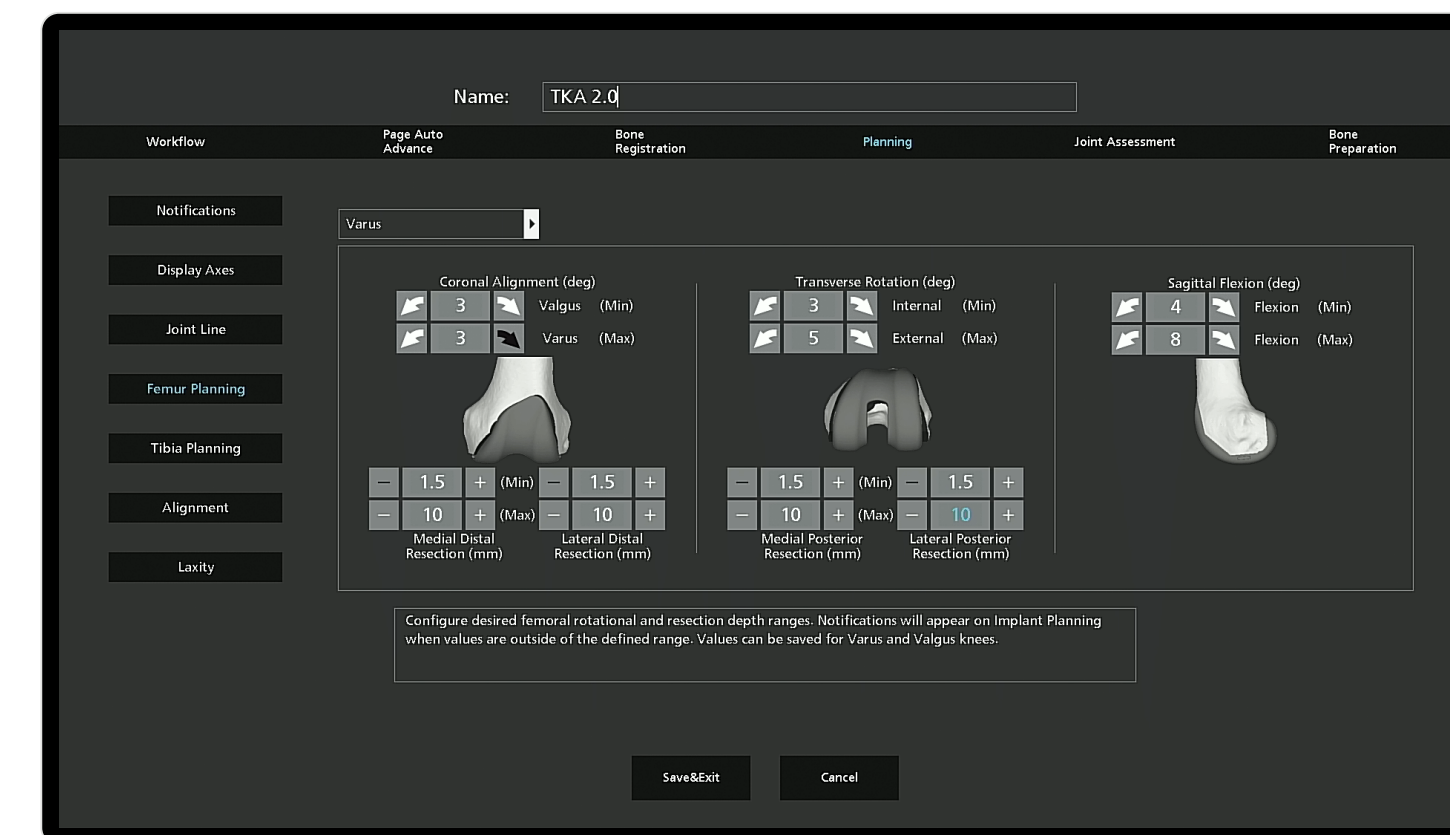 Name: TKA 2.0
Workflow
Page Auto
Advance
Bone
Registration
Planning
Joint Assessment
Bone
Preparation
Notifications
Display Axes
Joint Line
Femur Planning
Tibia Planning
Alignment
Laxity
Varus
Coronal Alignment (deg)
3 Valgus (Min)
3 Varus (Max)
− 1.5 + (Min) − 1.5 +
− 10 + (Max) − 10 +
Medial Distal
Resection (mm)
Lateral Distal
Resection (mm)
Transverse Rotation (deg)
3 Internal (Min)
5 External (Max)
− 1.5 + (Min) − 1.5 +
− 10 + (Max) − 10 +
Medial Posterior
Resection (mm)
Lateral Posterior
Resection (mm)
Sagittal Flexion (deg)
4 Flexion (Min)
8 Flexion (Max)
Configure desired femoral rotational and resection depth ranges. Notifications will appear on Implant Planning
when values are outside of the defined range. Values can be saved for Varus and Valgus knees.
Save&Exit
Cancel